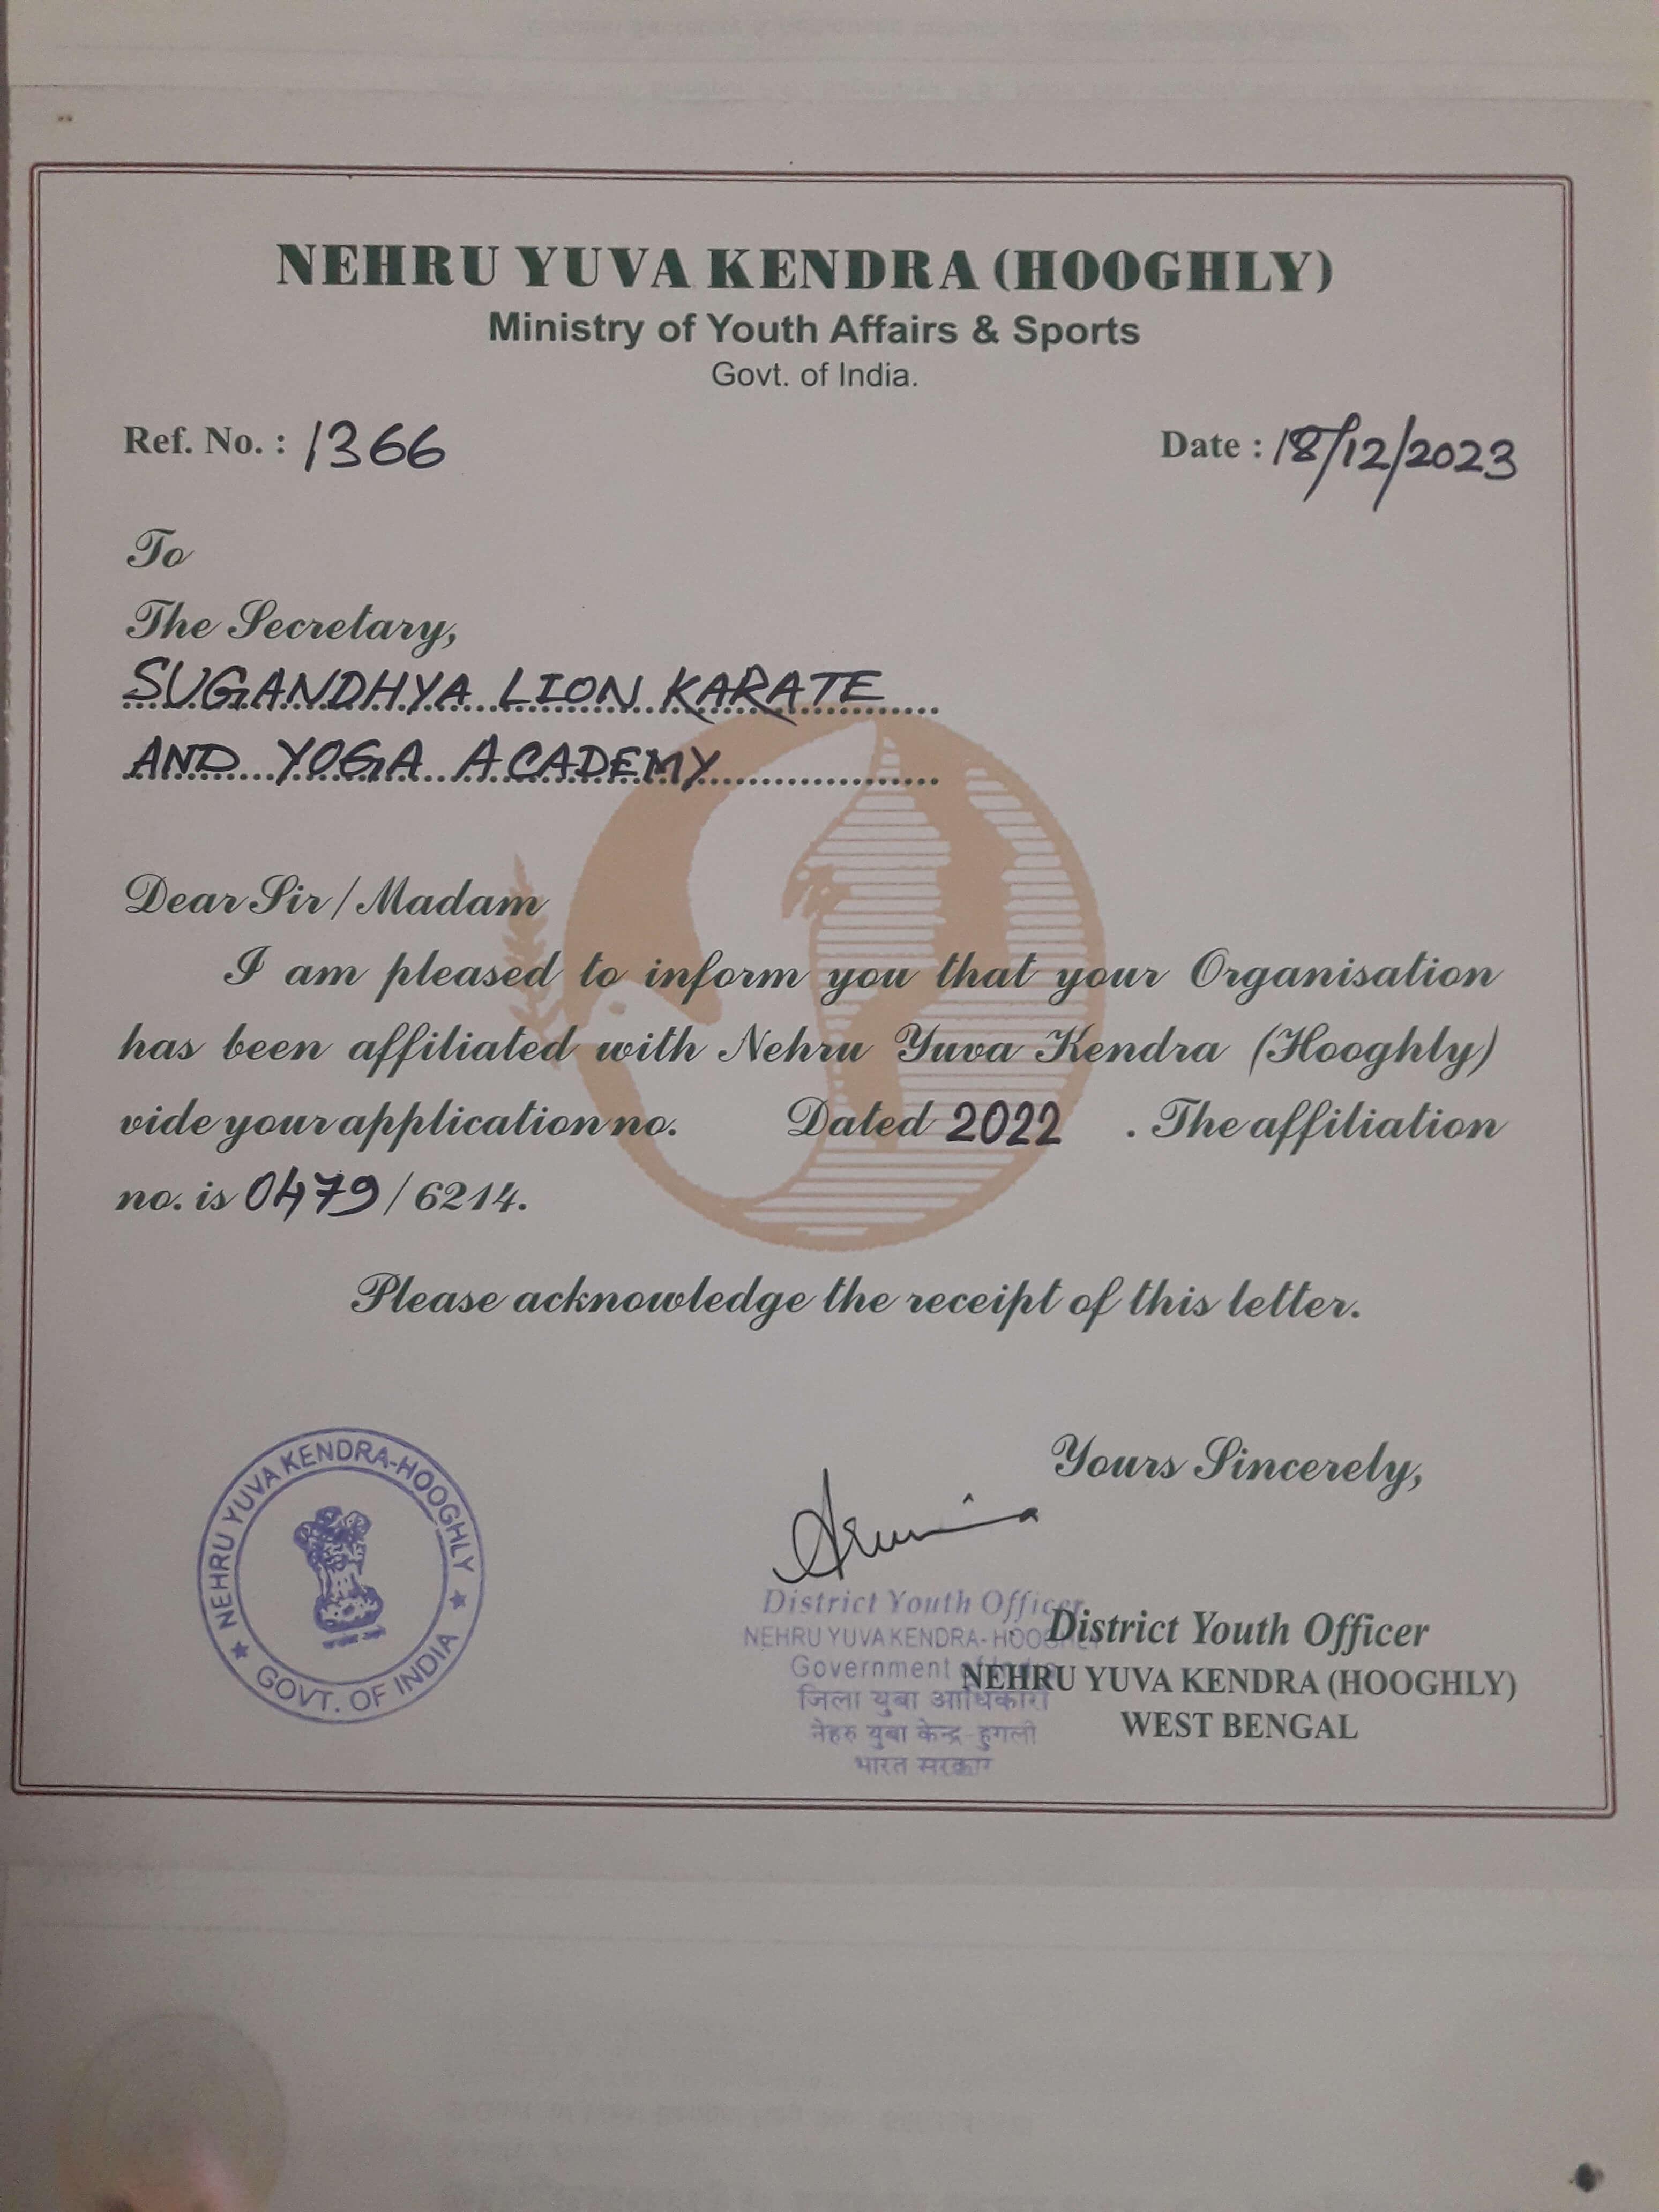 NEHRU YUVA KENDRA (HOOGHLY)
Ministry of Youth Affairs & Sports
Govt. of India.
Ref. No. : 1366
Date : 18/12/2023
To
The Secretary,
SUGANDHYA LION KARATE
AND YOGA ACADEMY
Dear Sir/Madam
I am pleased to inform you that your Organisation
has been affiliated with Nehru Yuva Kendra (Hooghly)
vide your application no. Dated 2022 . The affiliation
no. is 0479/6214.
Please acknowledge the receipt of this letter.
Yours Sincerely,
NEHRU YUVA KENDRA-HOOGHLY
GOVT. OF INDIA
District Youth Officer
NEHRU YUVA KENDRA-HOOGHLY
Government of India
जिला युबा आधिकारी
नेहरु युबा केन्द्र-हुगली
भारत सरकार
District Youth Officer
NEHRU YUVA KENDRA (HOOGHLY)
WEST BENGAL